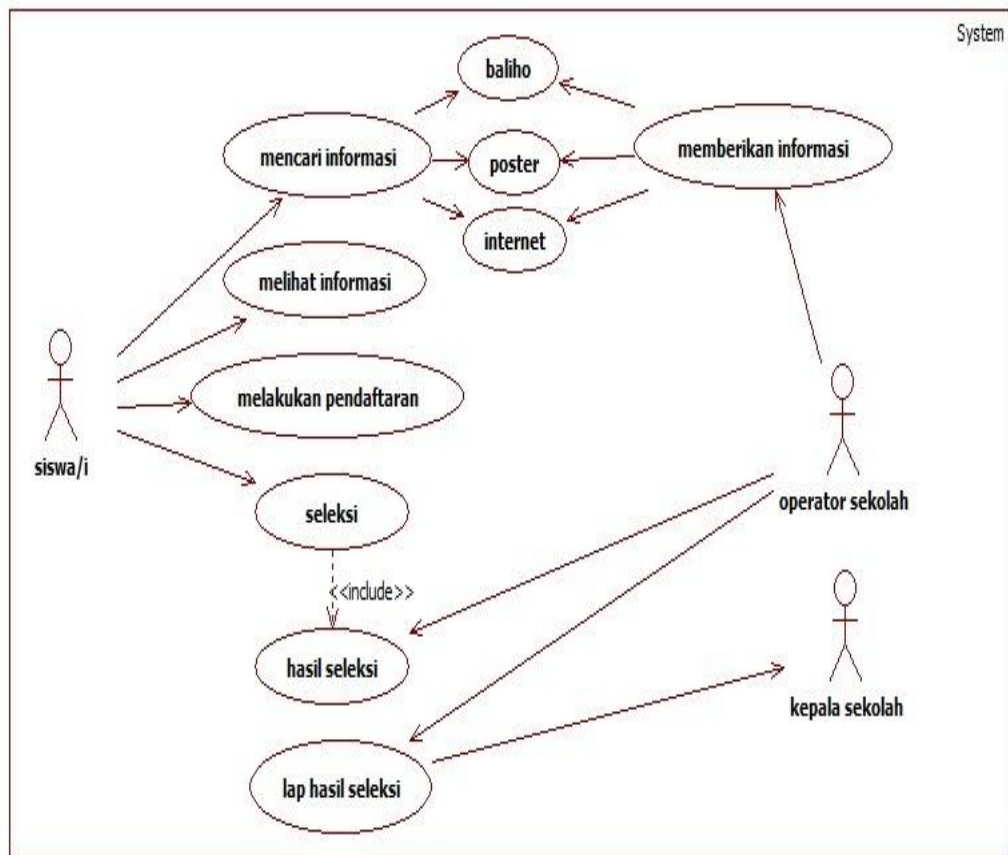 System
baliho
mencari informasi
memberikan informasi
poster
internet
melihat informasi
melakukan pendaftaran
siswa/i
seleksi
operator sekolah
<<include>>
hasil seleksi
kepala sekolah
lap hasil seleksi